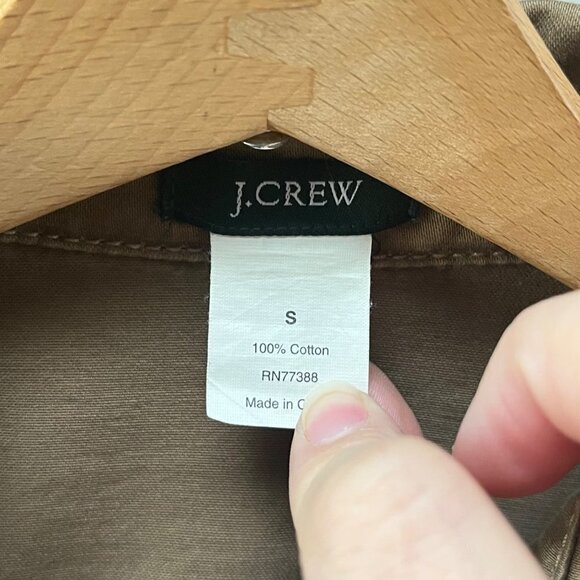 J.CREW
S
100% Cotton
RN77388
Made in